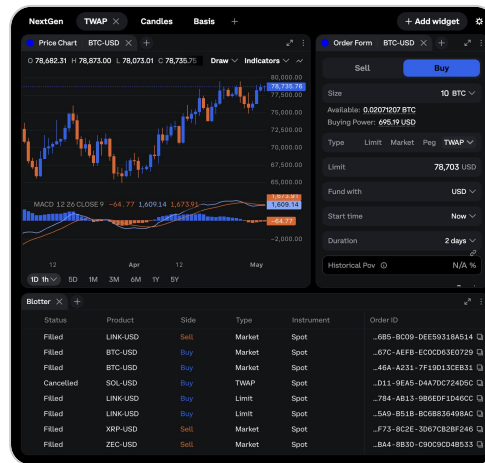 NextGen TWAP Candles Basis + + Add widget
Price Chart BTC-USD
O 78,682.31 H 78,873.00 L 78,073.01 C 78,735.75 Draw Indicators
80,000.00
78,735.76
77,500.00
75,000.00
72,500.00
70,000.00
67,500.00
65,000.00
MACD 12 26 CLOSE 9 -64.77 1,609.14 1,673.91
1,673.91
1,609.14
-64.77
-2,000.00
12 Apr 12 May
1D 1h 5D 1M 3M 6M 1Y 5Y
Order Form BTC-USD
Sell Buy
Size 10 BTC
Available: 0.02071207 BTC
Buying Power: 695.19 USD
Type Limit Market Peg TWAP
Limit 78,703 USD
Fund with USD
Start time Now
Duration 2 days
Historical Pov N/A %
Blotter
Status Product Side Type Instrument Order ID
Filled LINK-USD Sell Market Spot …6B5-BC09-DEE59318A514
Filled BTC-USD Buy Market Spot …67C-AEFB-EC0CD63E0729
Filled BTC-USD Buy Market Spot …46A-A231-7F19D13CEB31
Cancelled SOL-USD Buy TWAP Spot …D11-9EA5-D4A7DC724D5C
Filled LINK-USD Buy Limit Spot …784-AB13-9B6EDF1D46CC
Filled LINK-USD Buy Limit Spot …5A9-B51B-BC6B836498AC
Filled XRP-USD Sell Market Spot …F73-8C2E-3D67CB2BF246
Filled ZEC-USD Sell Market Spot …BA4-8B30-C90C9CD4B533